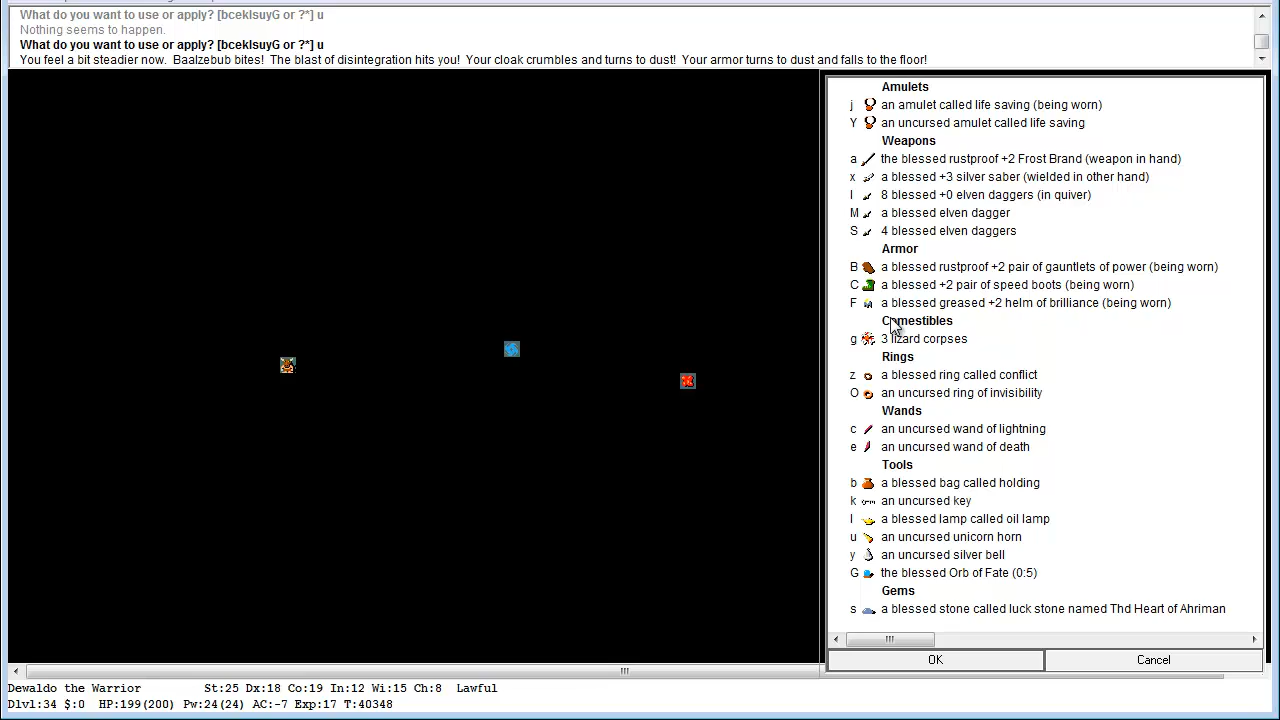 What do you want to use or apply? [bceklsuyG or ?*] u
Nothing seems to happen.
What do you want to use or apply? [bceklsuyG or ?*] u
You feel a bit steadier now.  Baalzebub bites!  The blast of disintegration hits you!  Your cloak crumbles and turns to dust!  Your armor turns to dust and falls to the floor!
Amulets
j an amulet called life saving (being worn)
Y an uncursed amulet called life saving
Weapons
a the blessed rustproof +2 Frost Brand (weapon in hand)
x a blessed +3 silver saber (wielded in other hand)
I 8 blessed +0 elven daggers (in quiver)
M a blessed elven dagger
S 4 blessed elven daggers
Armor
B a blessed rustproof +2 pair of gauntlets of power (being worn)
C a blessed +2 pair of speed boots (being worn)
F a blessed greased +2 helm of brilliance (being worn)
Comestibles
g 3 lizard corpses
Rings
z a blessed ring called conflict
O an uncursed ring of invisibility
Wands
c an uncursed wand of lightning
e an uncursed wand of death
Tools
b a blessed bag called holding
k an uncursed key
l a blessed lamp called oil lamp
u an uncursed unicorn horn
y an uncursed silver bell
G the blessed Orb of Fate (0:5)
Gems
s a blessed stone called luck stone named Thd Heart of Ahriman
OK Cancel
Dewaldo the Warrior St:25 Dx:18 Co:19 In:12 Wi:15 Ch:8 Lawful
Dlvl:34 $:0 HP:199(200) Pw:24(24) AC:-7 Exp:17 T:40348